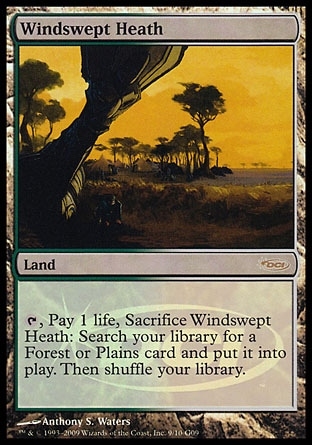 Windswept Heath
Land
DCI
, Pay 1 life, Sacrifice Windswept
Heath: Search your library for a
Forest or Plains card and put it into
play. Then shuffle your library.
Anthony S. Waters
™ & © 1993–2009 Wizards of the Coast, Inc. 9/10 G09